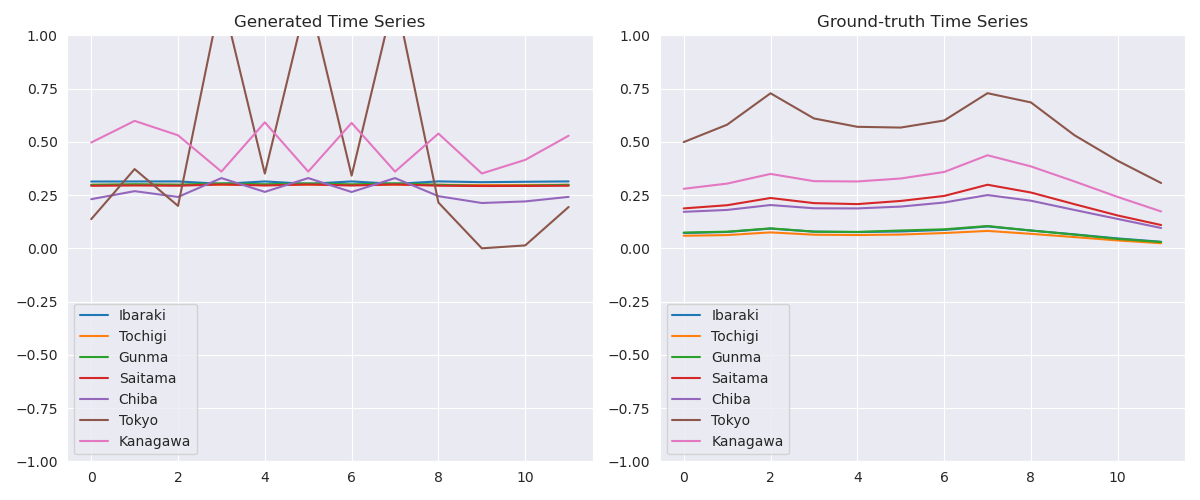 Generated Time Series
1.00
0.75
0.50
0.25
0.00
−0.25
−0.50
−0.75
−1.00
0 2 4 6 8 10
Ibaraki
Tochigi
Gunma
Saitama
Chiba
Tokyo
Kanagawa
Ground-truth Time Series
1.00
0.75
0.50
0.25
0.00
−0.25
−0.50
−0.75
−1.00
0 2 4 6 8 10
Ibaraki
Tochigi
Gunma
Saitama
Chiba
Tokyo
Kanagawa